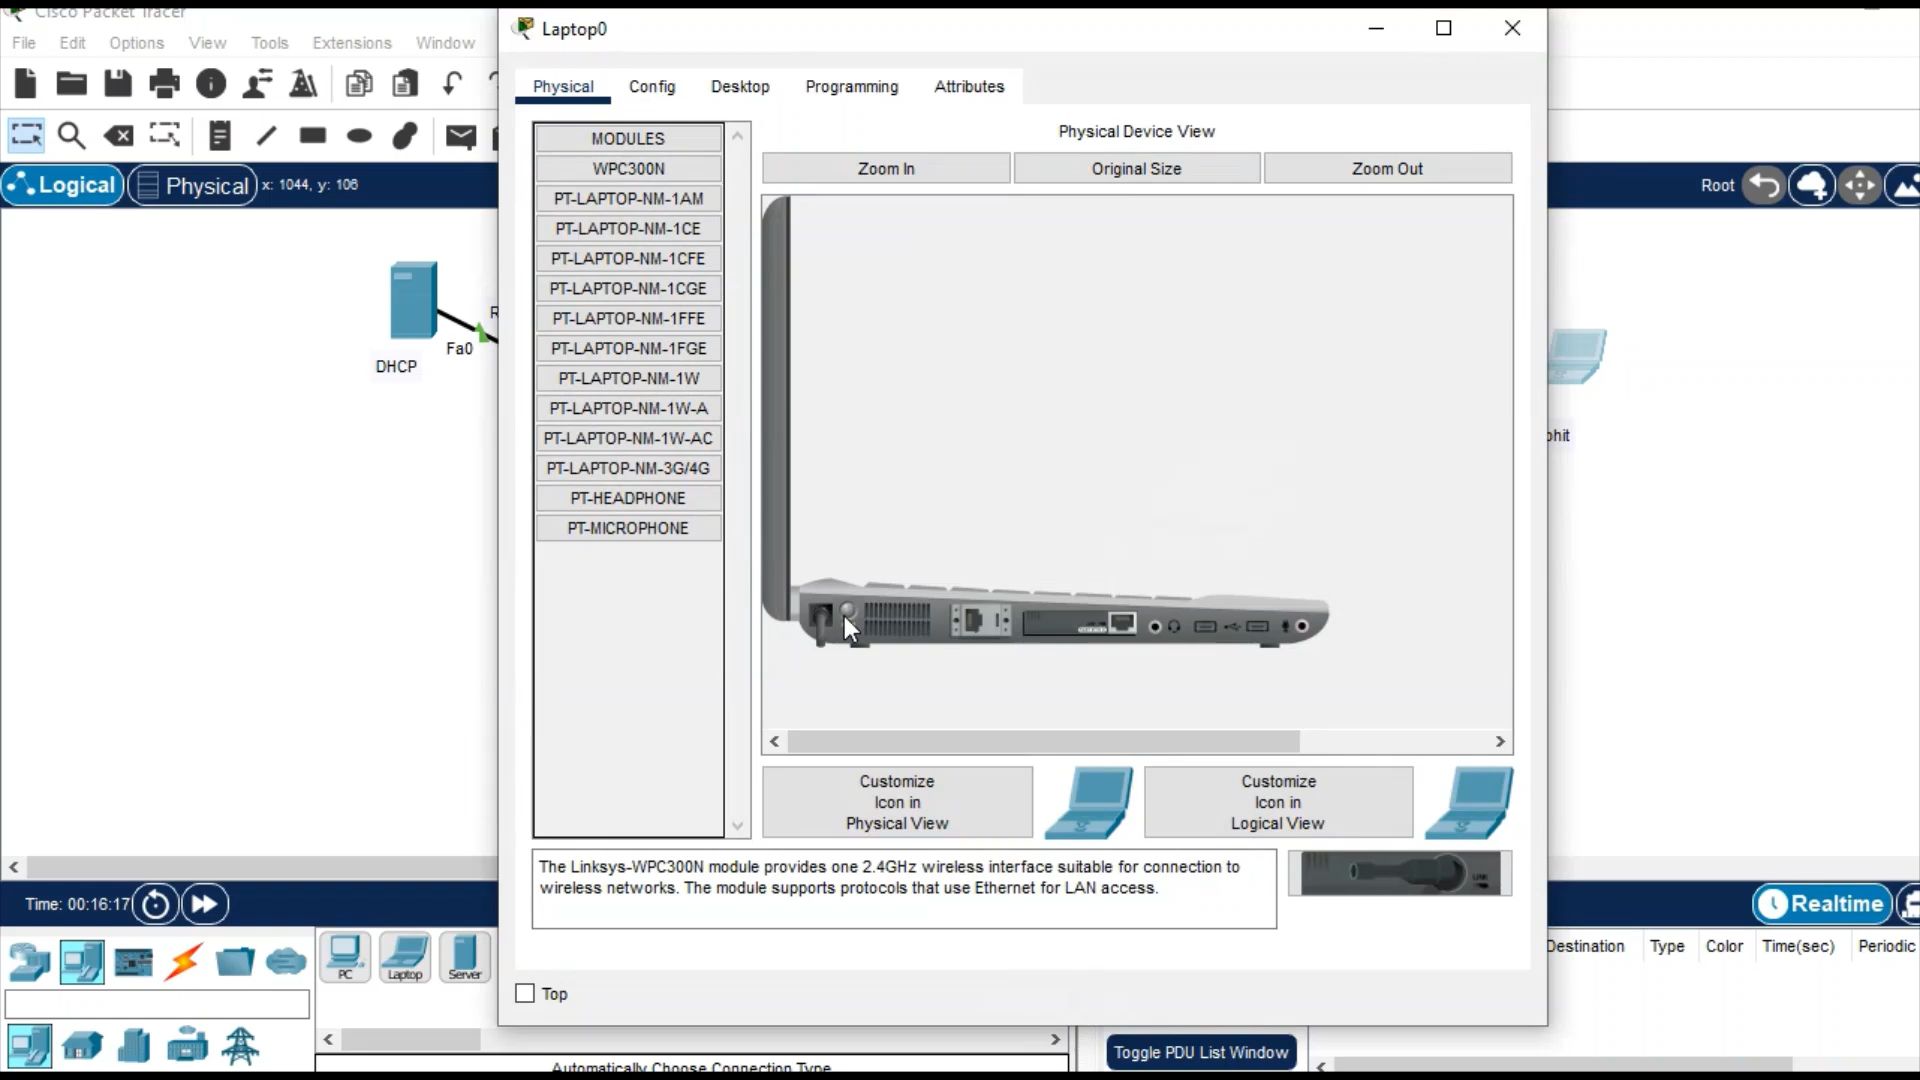 Cisco Packet Tracer
File Edit Options View Tools Extensions Window
Logical Physical x: 1044, y: 106
Root
Fa0
DHCP
Laptop0
Physical Config Desktop Programming Attributes
MODULES
WPC300N
PT-LAPTOP-NM-1AM
PT-LAPTOP-NM-1CE
PT-LAPTOP-NM-1CFE
PT-LAPTOP-NM-1CGE
PT-LAPTOP-NM-1FFE
PT-LAPTOP-NM-1FGE
PT-LAPTOP-NM-1W
PT-LAPTOP-NM-1W-A
PT-LAPTOP-NM-1W-AC
PT-LAPTOP-NM-3G/4G
PT-HEADPHONE
PT-MICROPHONE
Physical Device View
Zoom In Original Size Zoom Out
Customize
Icon in
Physical View
Customize
Icon in
Logical View
The Linksys-WPC300N module provides one 2.4GHz wireless interface suitable for connection to
wireless networks. The module supports protocols that use Ethernet for LAN access.
Top
ohit
Time: 00:16:17
Realtime
PC Laptop Server
Destination Type Color Time(sec) Periodic
Automatically Choose Connection Type
Toggle PDU List Window